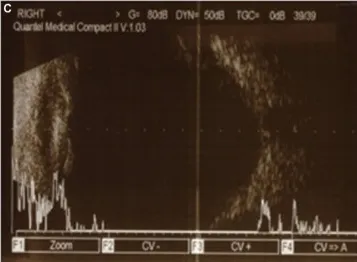 C
RIGHT < > G= 80dB DYN= 50dB TGC= 0dB 39/39
Quantel Medical Compact II V.1.03
F1 Zoom F2 CV - F3 CV + F4 CV => A